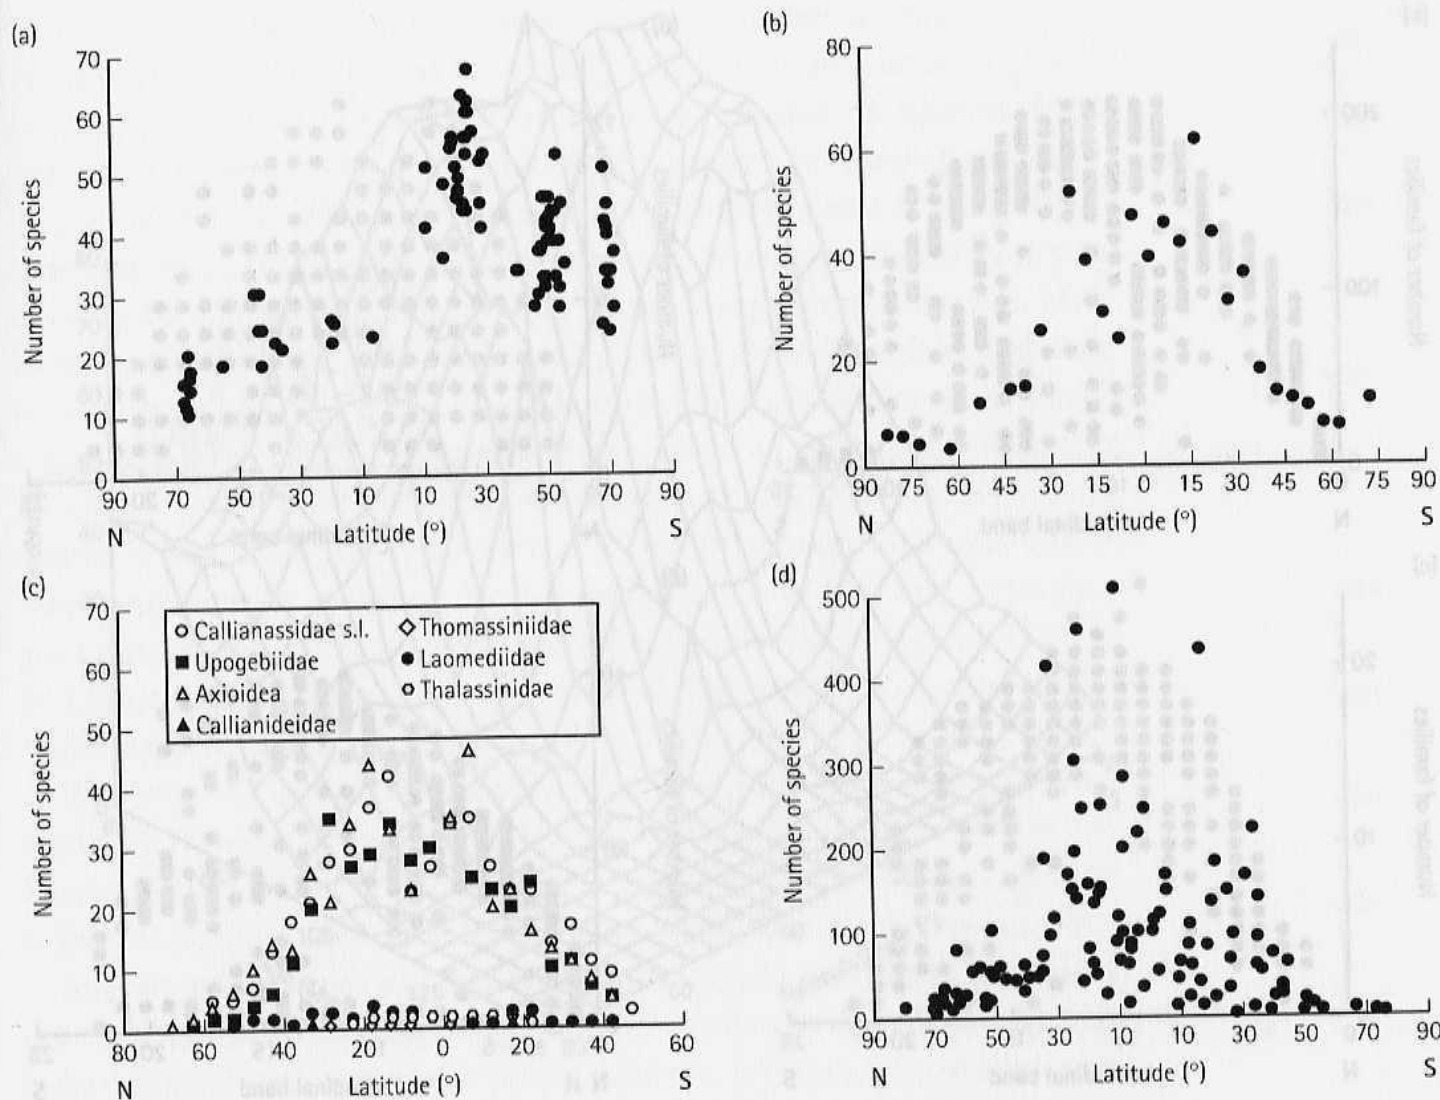 (a)
Number of species
70
60
50
40
30
20
10
0
90 70 50 30 10 10 30 50 70 90
N Latitude (°) S
(b)
Number of species
80
60
40
20
0
90 75 60 45 30 15 0 15 30 45 60 75 90
N Latitude (°) S
(c)
Number of species
70
60
50
40
30
20
10
0
Callianassidae s.l.
Upogebiidae
Axioidea
Callianideidae
Thomassiniidae
Laomediidae
Thalassinidae
80 60 40 20 0 20 40 60
N Latitude (°) S
(d)
Number of species
500
400
300
200
100
0
90 70 50 30 10 10 30 50 70 90
N Latitude (°) S